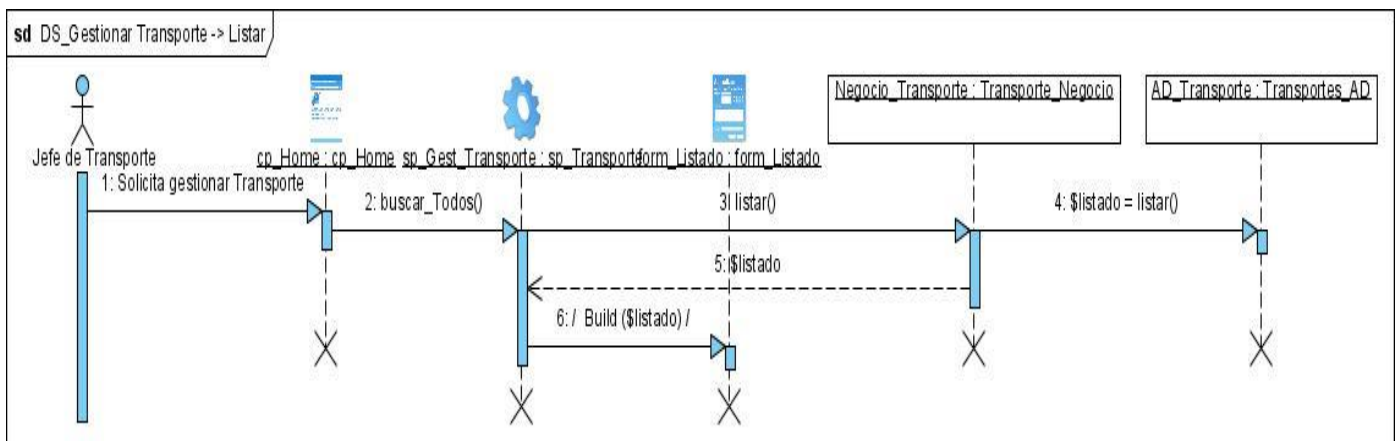 sd DS_Gestionar Transporte -> Listar
Jefe de Transporte
cp_Home : cp_Home
sp_Gest_Transporte : sp_Transporte
form_Listado : form_Listado
Negocio_Transporte : Transporte_Negocio
AD_Transporte : Transportes_AD
1: Solicita gestionar Transporte
2: buscar_Todos()
3: listar()
4: $listado = listar()
5: $listado
6: / Build ($listado) /